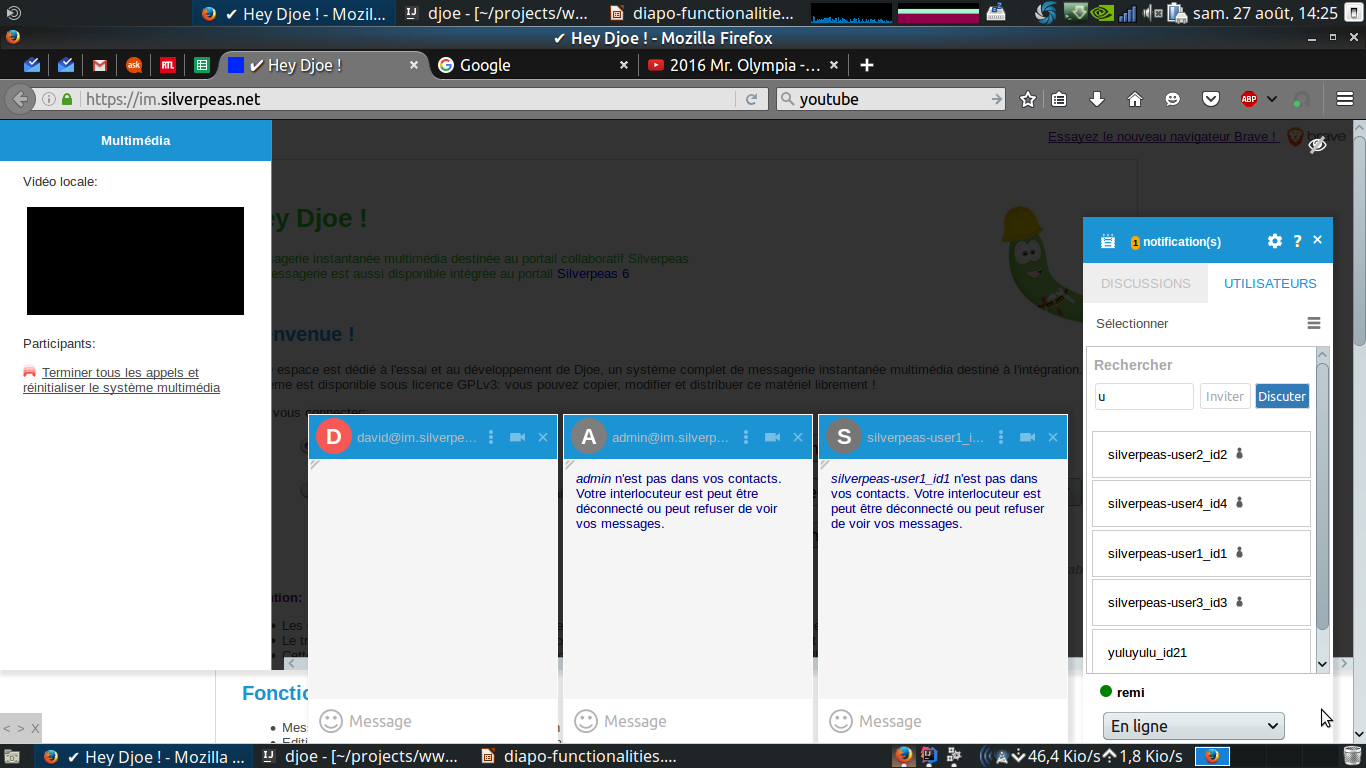 ✔ Hey Djoe ! - Mozil...
djoe - [~/projects/w...
diapo-functionalities...
sam. 27 août, 14:25
✔ Hey Djoe ! - Mozilla Firefox
ask
RTL
✔ Hey Djoe !
Google
2016 Mr. Olympia -...
https://im.silverpeas.net
youtube
ABP
Multimédia
Vidéo locale:
Participants:
Terminer tous les appels et
réinitialiser le système multimédia
Essayez le nouveau navigateur Brave !
brave
ey Djoe !
sagerie instantanée multimédia destinée au portail collaboratif Silverpeas
essagerie est aussi disponible intégrée au portail Silverpeas 6
nvenue !
espace est dédié à l'essai et au développement de Djoe, un système complet de messagerie instantanée multimédia destiné à l'intégration.
ème est disponible sous licence GPLv3: vous pouvez copier, modifier et distribuer ce matériel librement !
vous connecter:
tion:
Les
Le tr
Cett
Fonctio
Mess
Editi
D
david@im.silverpe...
Message
A
admin@im.silverp...
admin n'est pas dans vos contacts.
Votre interlocuteur est peut être
déconnecté ou peut refuser de voir
vos messages.
Message
S
silverpeas-user1_i...
silverpeas-user1_id1 n'est pas dans
vos contacts. Votre interlocuteur est
peut être déconnecté ou peut refuser
de voir vos messages.
Message
1 notification(s)
?
DISCUSSIONS
UTILISATEURS
Sélectionner
Rechercher
u
Inviter
Discuter
silverpeas-user2_id2
silverpeas-user4_id4
silverpeas-user1_id1
silverpeas-user3_id3
yuluyulu_id21
remi
En ligne
< > X
✔ Hey Djoe ! - Mozilla ...
djoe - [~/projects/ww...
diapo-functionalities....
46,4 Kio/s
1,8 Kio/s